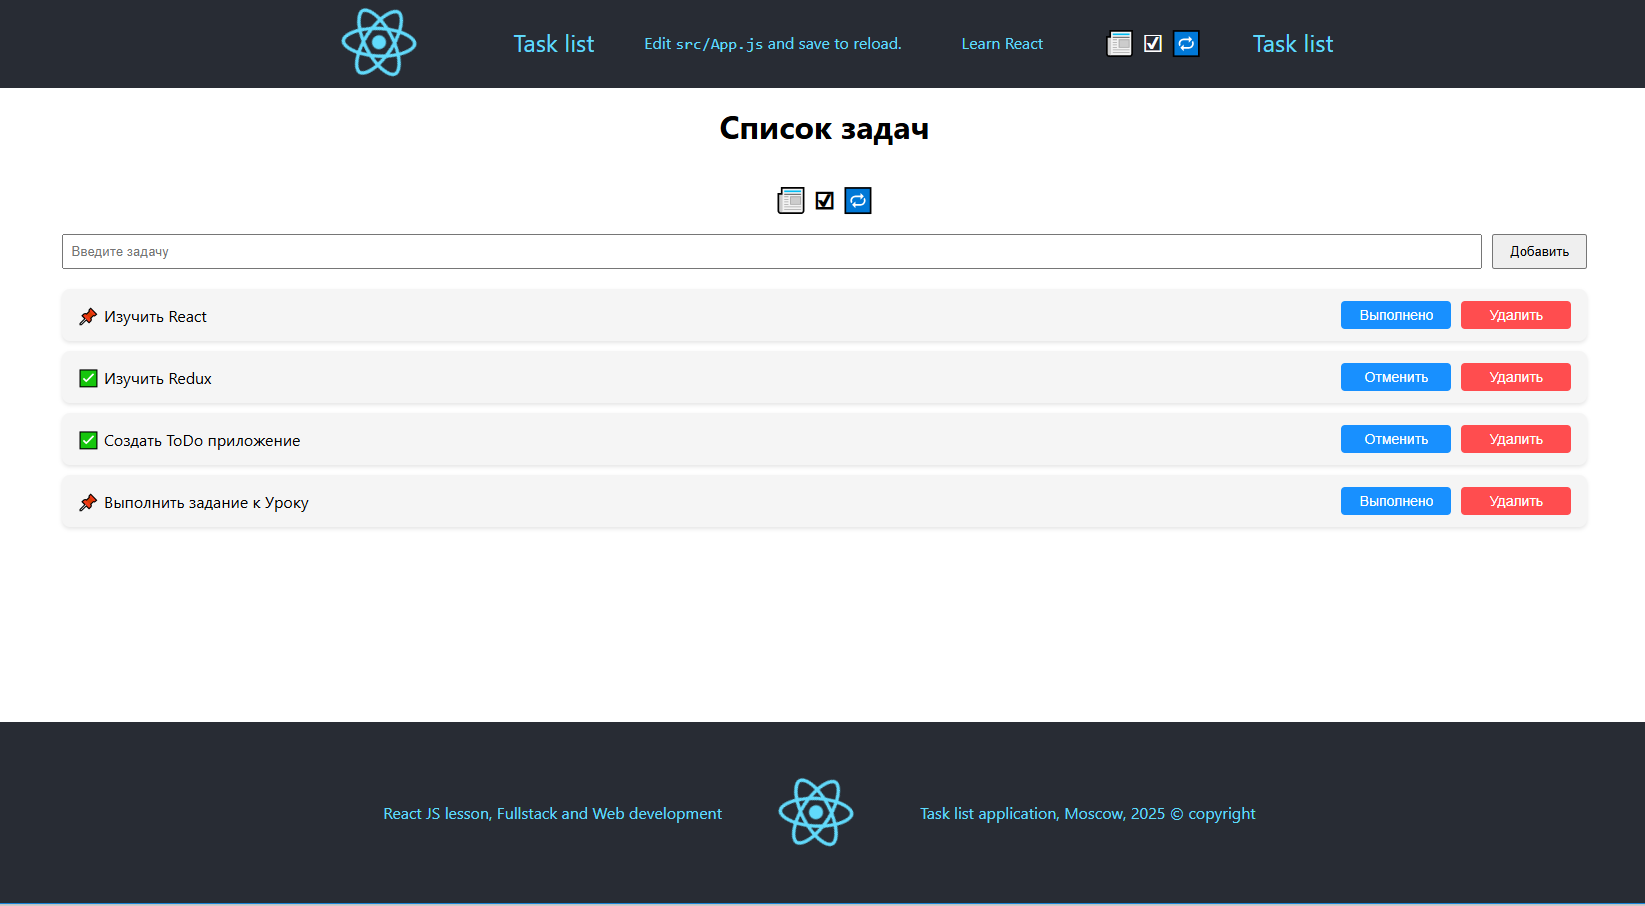 Task list Edit src/App.js and save to reload. Learn React Task list
Список задач
Введите задачу Добавить
Изучить React Выполнено Удалить
Изучить Redux Отменить Удалить
Создать ToDo приложение Отменить Удалить
Выполнить задание к Уроку Выполнено Удалить
React JS lesson, Fullstack and Web development Task list application, Moscow, 2025 © copyright